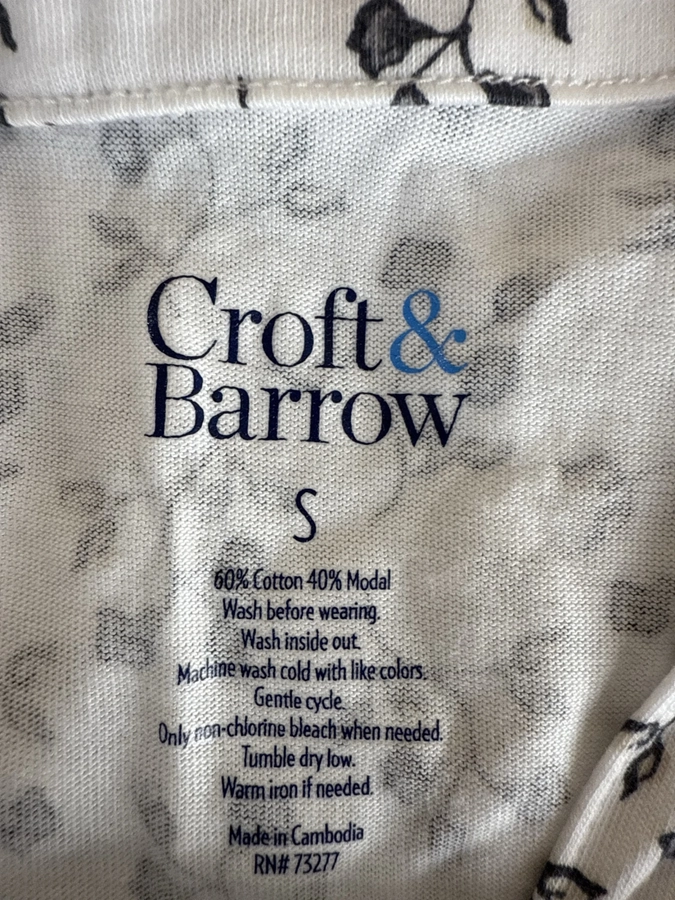 Croft&
Barrow
S
60% Cotton 40% Modal
Wash before wearing.
Wash inside out.
Machine wash cold with like colors.
Gentle cycle.
Only non-chlorine bleach when needed.
Tumble dry low.
Warm iron if needed.
Made in Cambodia
RN# 73277